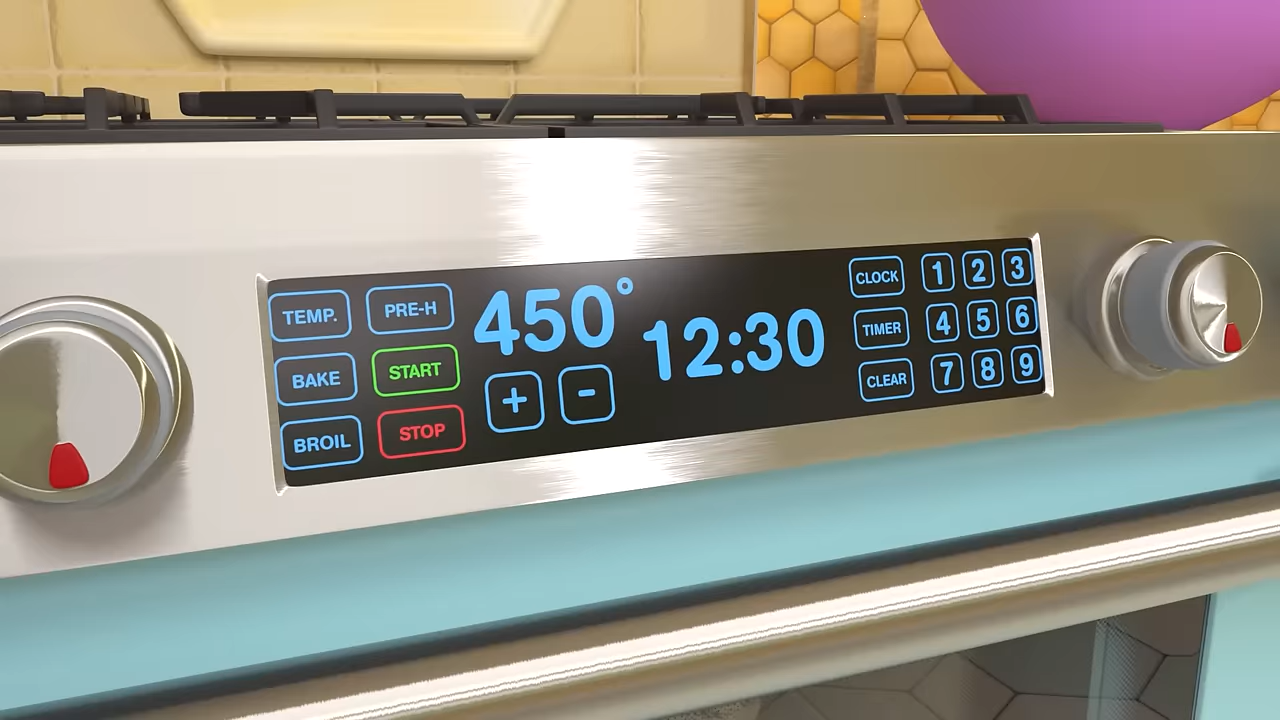 TEMP. PRE-H 450° 12:30 CLOCK 1 2 3
BAKE START + - TIMER 4 5 6
BROIL STOP CLEAR 7 8 9